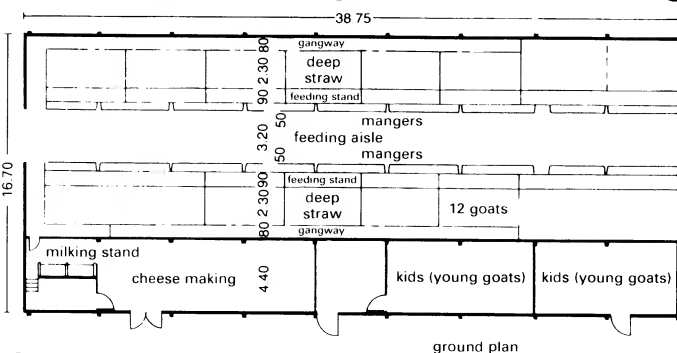 38 75
gangway
80
deep
straw
2 30
feeding stand
90
50
mangers
feeding aisle
3.20
50
mangers
16.70
feeding stand
90
deep
straw
2 30
12 goats
gangway
80
milking stand
cheese making
4 40
kids (young goats)
kids (young goats)
ground plan